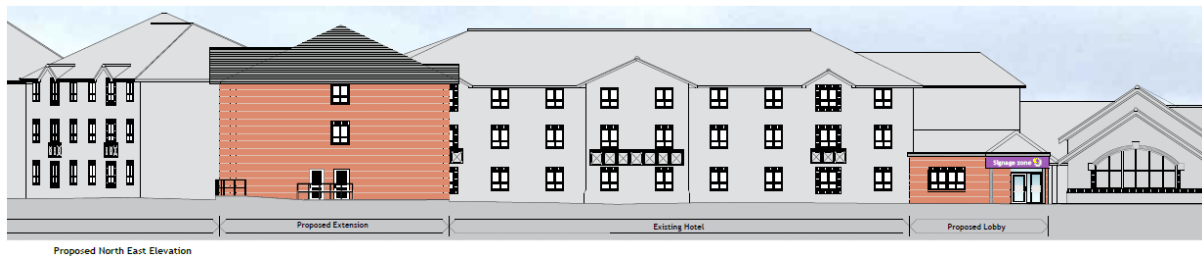 Signage zone
Proposed Extension
Existing Hotel
Proposed Lobby
Proposed North East Elevation